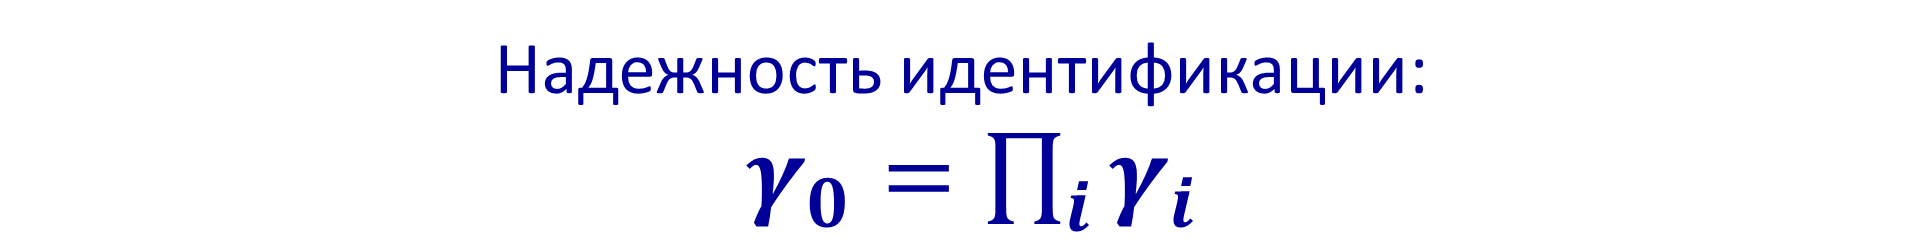 Надежность идентификации:
γ₀ = ∏ᵢ γᵢ